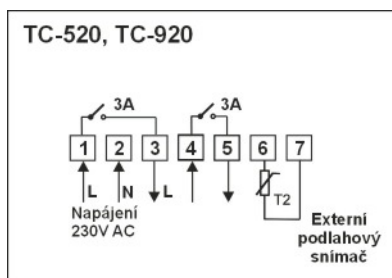 TC-520, TC-920
3A 3A
1 2 3 4 5 6 7
L N L T2
Napájení
230V AC
Externí
podlahový
snímač